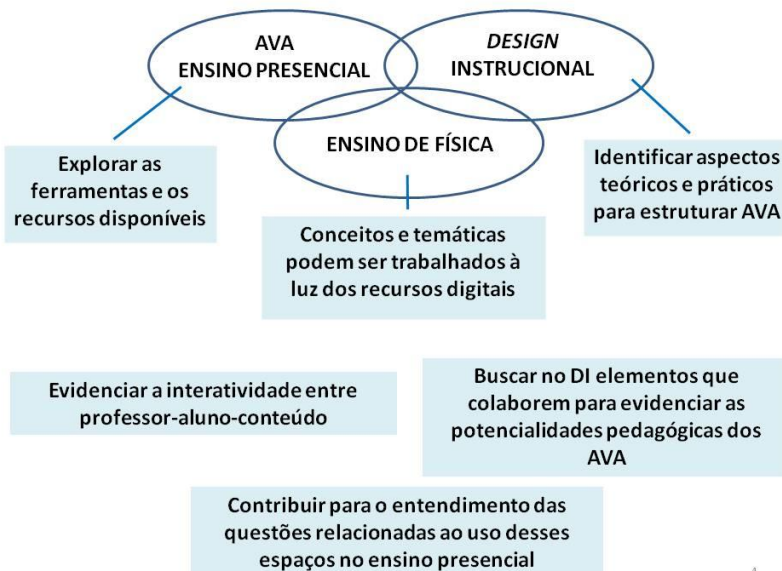 AVA
ENSINO PRESENCIAL
DESIGN
INSTRUCIONAL
ENSINO DE FÍSICA
Explorar as
ferramentas e os
recursos disponíveis
Identificar aspectos
teóricos e práticos
para estruturar AVA
Conceitos e temáticas
podem ser trabalhados à
luz dos recursos digitais
Evidenciar a interatividade entre
professor-aluno-conteúdo
Buscar no DI elementos que
colaborem para evidenciar as
potencialidades pedagógicas dos
AVA
Contribuir para o entendimento das
questões relacionadas ao uso desses
espaços no ensino presencial